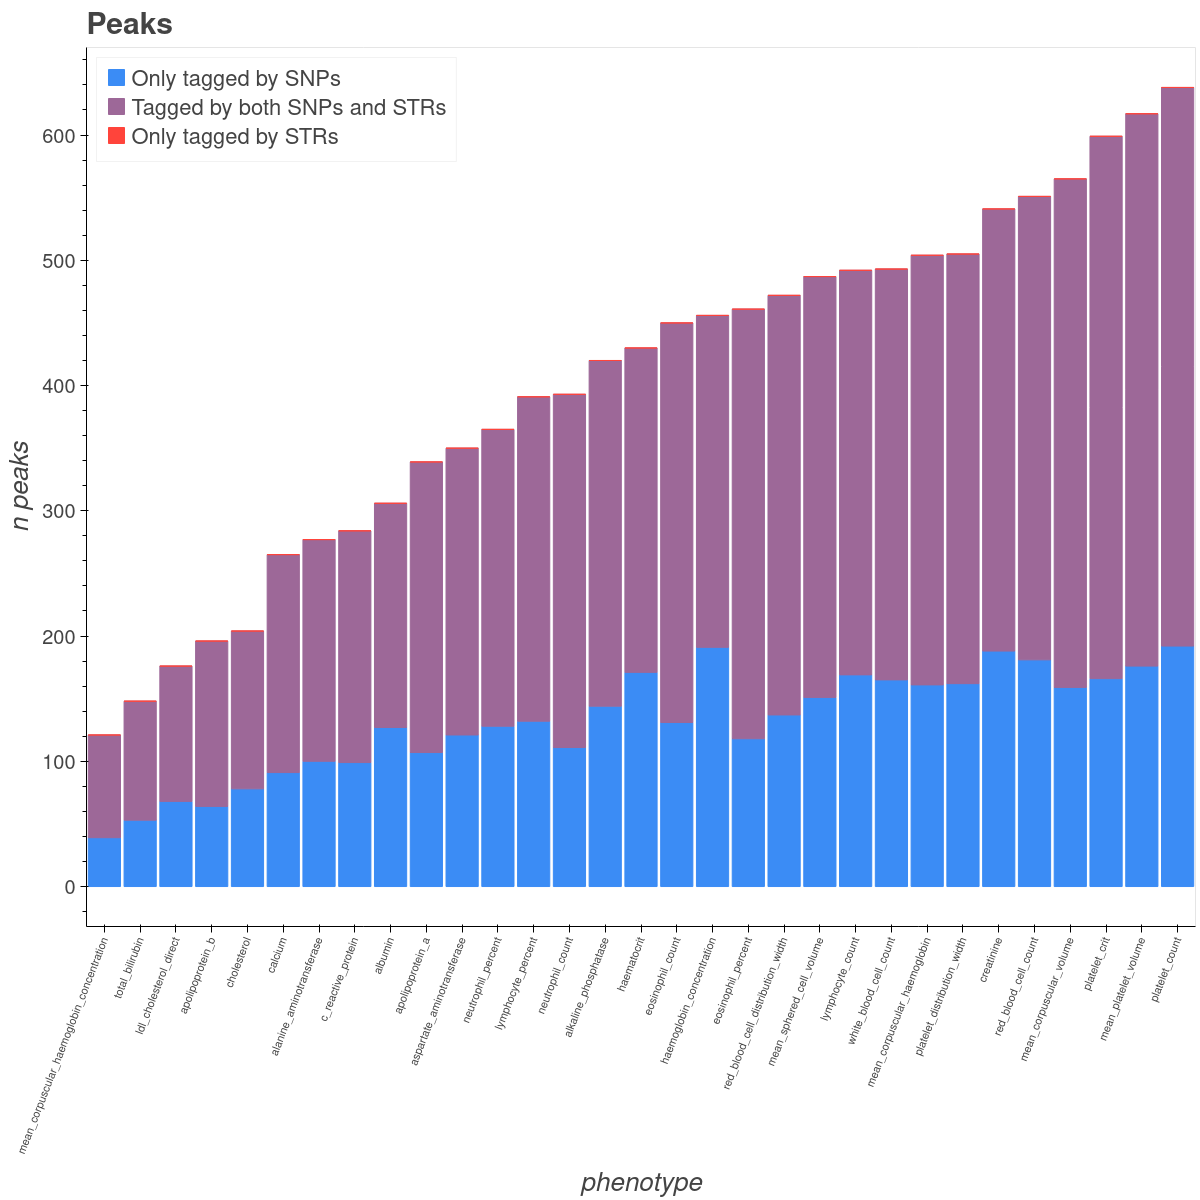 Peaks
Only tagged by SNPs
Tagged by both SNPs and STRs
Only tagged by STRs
n peaks
600
500
400
300
200
100
0
mean_corpuscular_haemoglobin_concentration
total_bilirubin
ldl_cholesterol_direct
apolipoprotein_b
cholesterol
calcium
alanine_aminotransferase
c_reactive_protein
albumin
apolipoprotein_a
aspartate_aminotransferase
neutrophil_percent
lymphocyte_percent
neutrophil_count
alkaline_phosphatase
haematocrit
eosinophil_count
haemoglobin_concentration
eosinophil_percent
red_blood_cell_distribution_width
mean_sphered_cell_volume
lymphocyte_count
white_blood_cell_count
mean_corpuscular_haemoglobin
platelet_distribution_width
creatinine
red_blood_cell_count
mean_corpuscular_volume
platelet_crit
mean_platelet_volume
platelet_count
phenotype